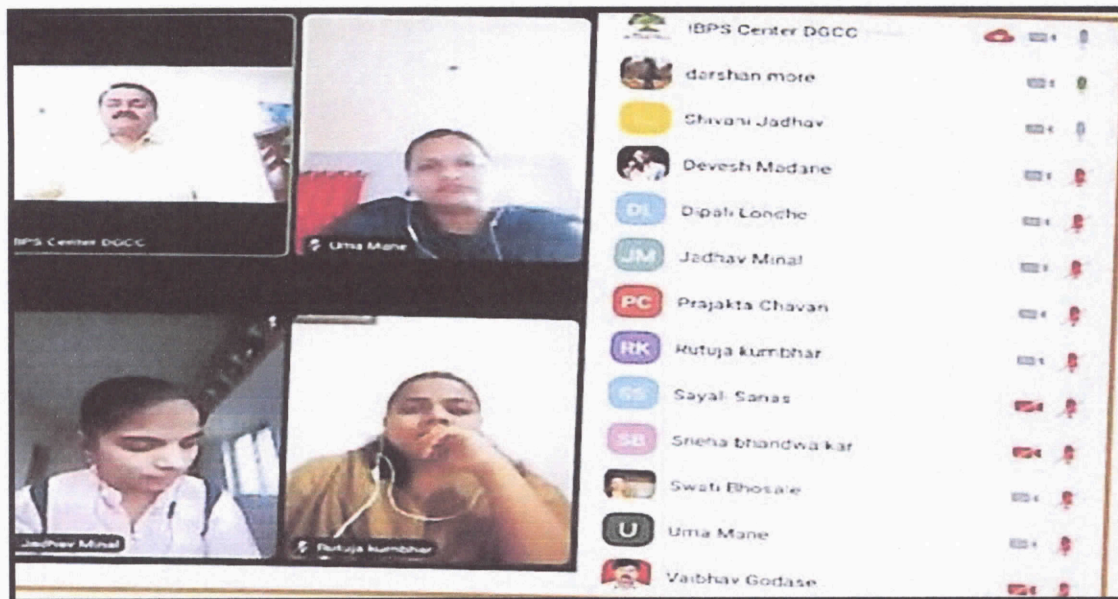 BPS Center DGCC
Uma Mane
Jadhav Minal
Rutuja kumbhar
IBPS Center DGCC
darshan more
Shivani Jadhav
Devesh Madane
DL Dipali Lonche
JM Jadhav Minal
PC Prajakta Chavan
RK Rutuja kumbhar
SS Sayali Sanas
SB Sneha bhandwalkar
Swati Bhosale
U Uma Mane
Vaibhav Godase